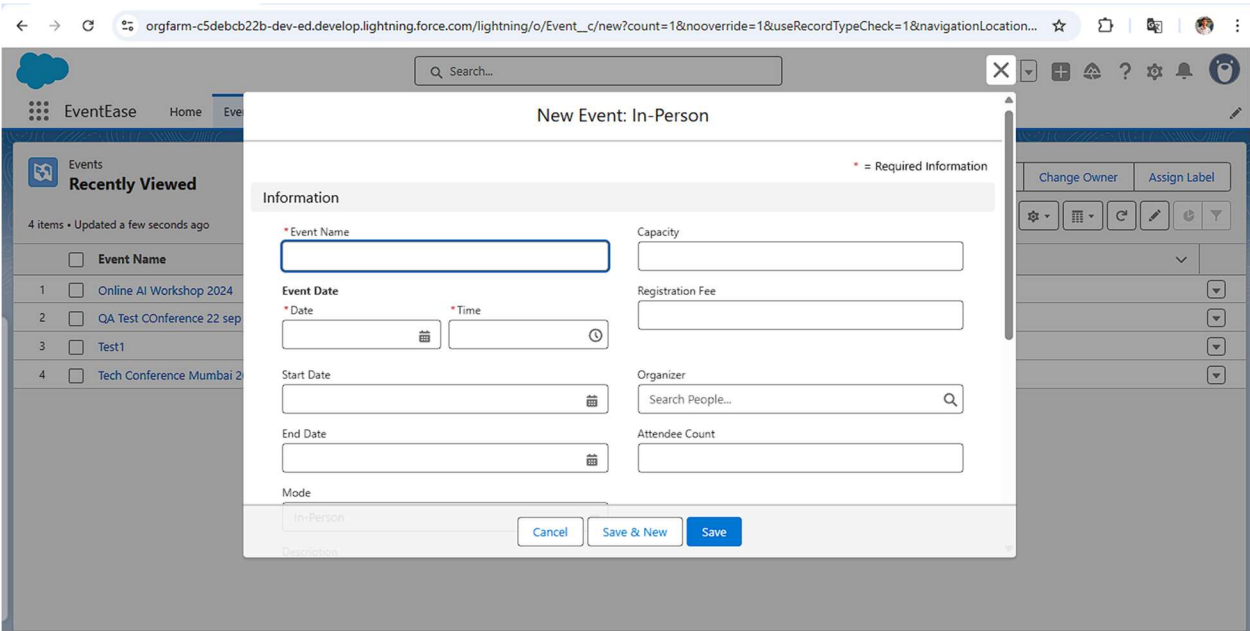 orgfarm-c5debcb22b-dev-ed.develop.lightning.force.com/lightning/o/Event__c/new?count=1&nooverride=1&useRecordTypeCheck=1&navigationLocation...
Search...
EventEase Home Eve
New Event: In-Person
Events
Recently Viewed
* = Required Information
Change Owner Assign Label
Information
4 items • Updated a few seconds ago
* Event Name Capacity
Event Name
Event Date Registration Fee
* Date * Time
1 Online AI Workshop 2024
2 QA Test COnference 22 sep
3 Test1
4 Tech Conference Mumbai 2
Start Date Organizer
Search People...
End Date Attendee Count
Mode
In-Person
Description
Cancel Save & New Save